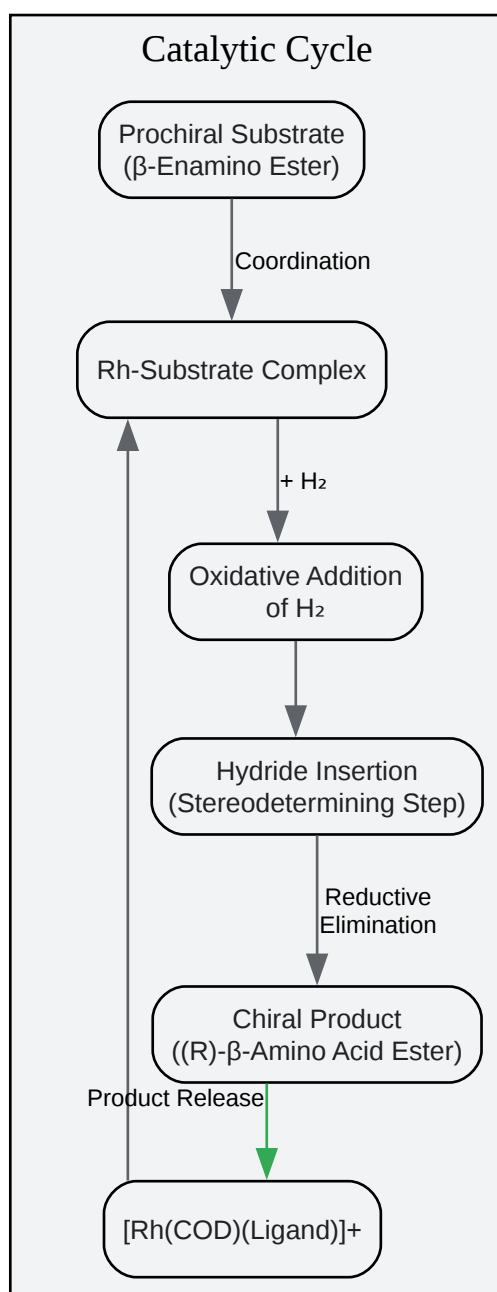 Catalytic Cycle
Prochiral Substrate
(β-Enamino Ester)
Coordination
Rh-Substrate Complex
+ H₂
Oxidative Addition
of H₂
Hydride Insertion
(Stereodetermining Step)
Reductive
Elimination
Chiral Product
((R)-β-Amino Acid Ester)
Product Release
[Rh(COD)(Ligand)]+